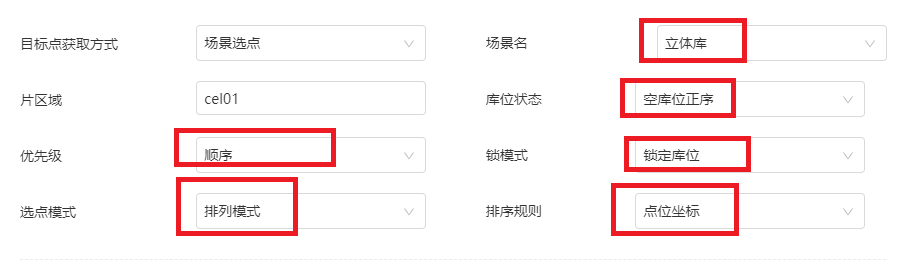 目标点获取方式 场景选点 场景名 立体库
片区域 cel01 库位状态 空库位正序
优先级 顺序 锁模式 锁定库位
选点模式 排列模式 排序规则 点位坐标